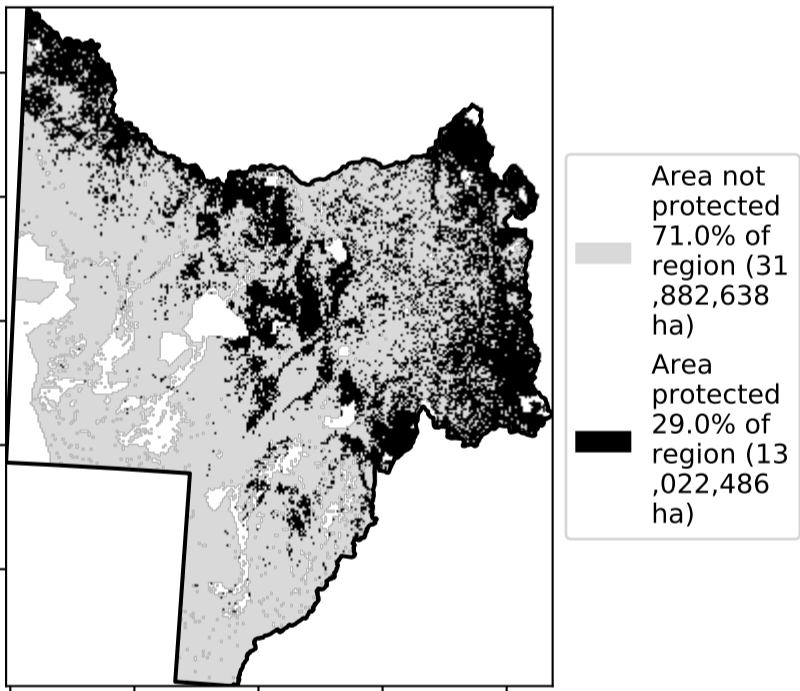 Area not
protected
71.0% of
region (31
,882,638
ha)
Area
protected
29.0% of
region (13
,022,486
ha)